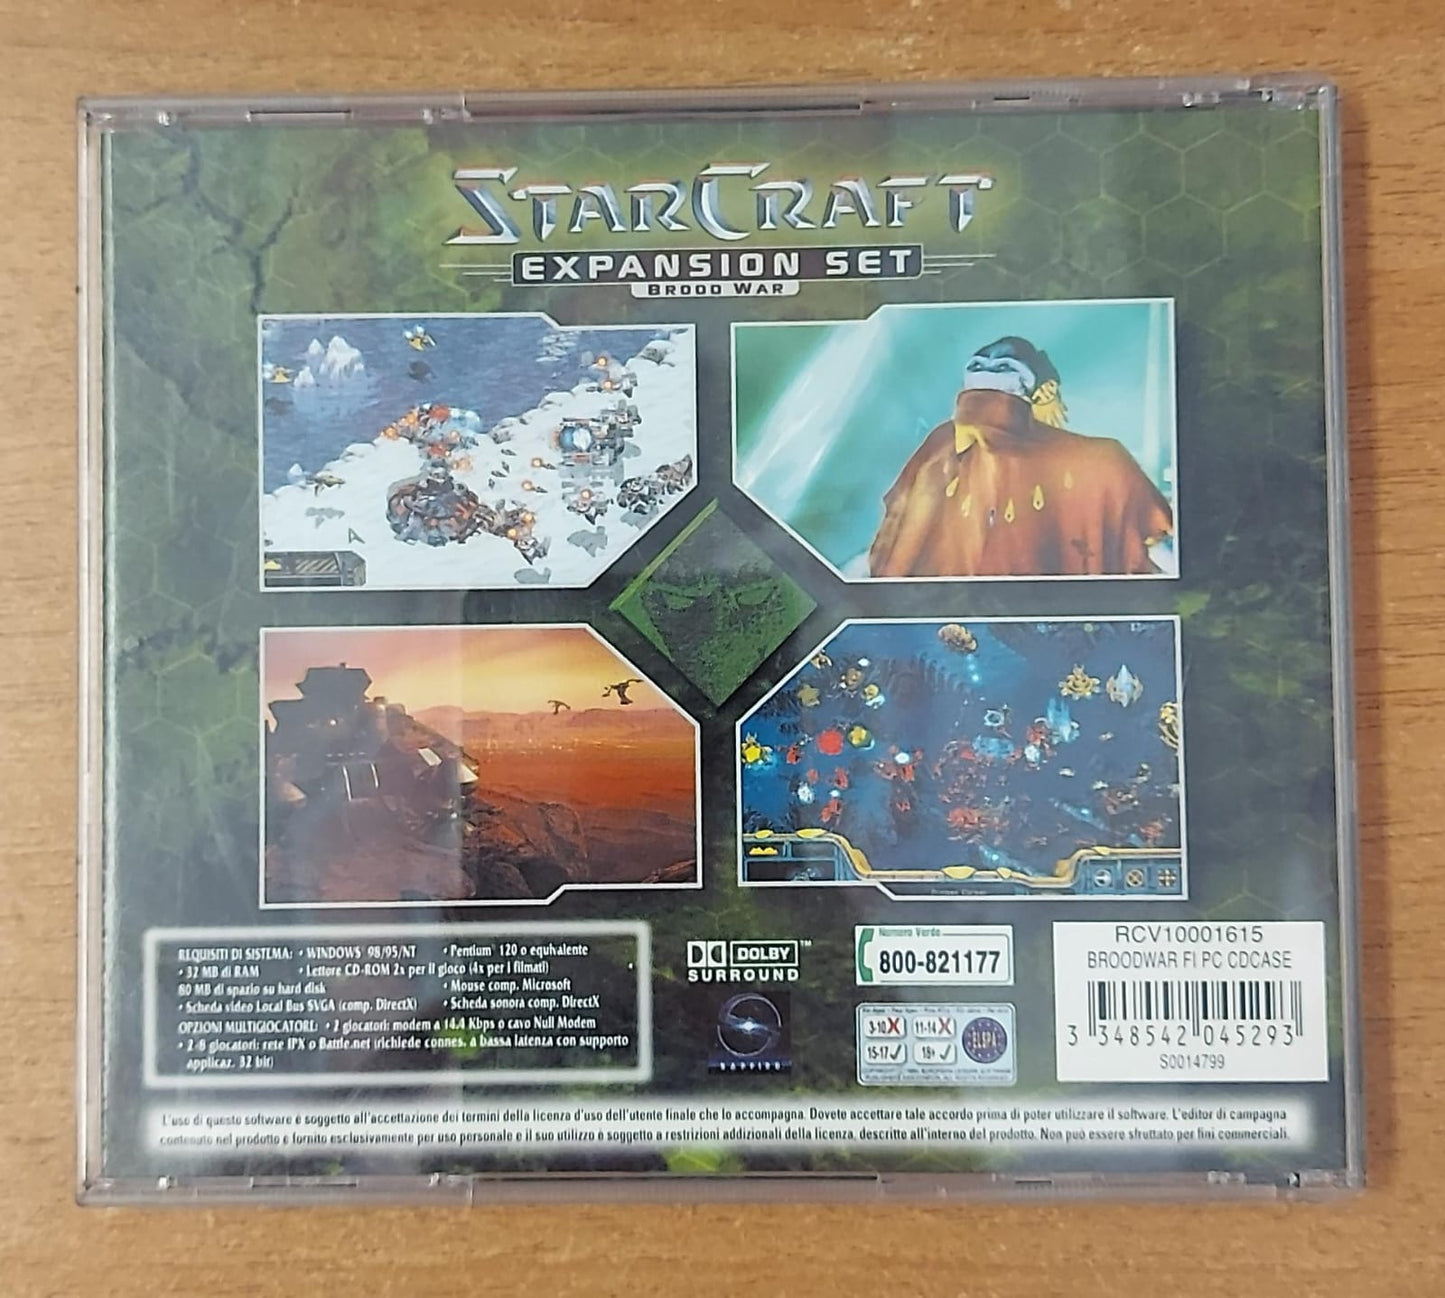 STARCRAFT
EXPANSION SET
BROOD WAR
REQUISITI DI SISTEMA: • WINDOWS 98/95/NT • Pentium 120 o equivalente
• 32 MB di RAM • Lettore CD-ROM 2x per il gioco (4x per i filmati)
80 MB di spazio su hard disk • Mouse comp. Microsoft
• Scheda video Local Bus SVGA (comp. DirectX) • Scheda sonora comp. DirectX
OPZIONI MULTIGIOCATORI: • 2 giocatori: modem a 14.4 Kbps o cavo Null Modem
• 2-8 giocatori: rete IPX o Battle.net (richiede connes. a bassa latenza con supporto
applicaz. 32 bit)
DOLBY™
SURROUND
Numero Verde
800-821177
3-10 X 11-14 X
15-17 ✓ 18+ ✓
ELSPA
RCV10001615
BROODWAR FI PC CDCASE
3 348542 045293
S0014799
L'uso di questo software è soggetto all'accettazione dei termini della licenza d'uso dell'utente finale che lo accompagna. Dovete accettare tale accordo prima di poter utilizzare il software. L'editor di campagna
contenuto nel prodotto è fornito esclusivamente per uso personale e il suo utilizzo è soggetto a restrizioni addizionali della licenza, descritte all'interno del prodotto. Non può essere sfruttato per fini commerciali.